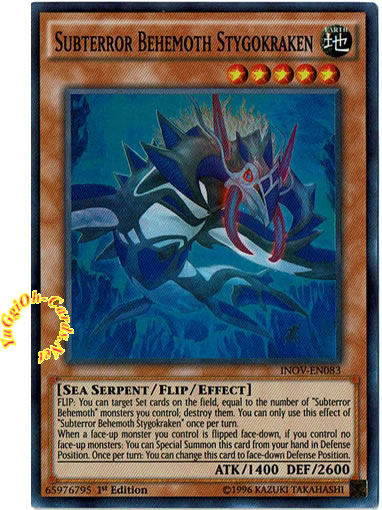 SUBTERROR BEHEMOTH STYGOKRAKEN
EARTH
地
YuGgiOh-Cards.Net
INOV-EN083
[SEA SERPENT/FLIP/EFFECT]
FLIP: You can target Set cards on the field, equal to the number of "Subterror
Behemoth" monsters you control; destroy them. You can only use this effect of
"Subterror Behemoth Stygokraken" once per turn.
When a face-up monster you control is flipped face-down, if you control no
face-up monsters: You can Special Summon this card from your hand in Defense
Position. Once per turn: You can change this card to face-down Defense Position.
ATK/1400 DEF/2600
65976795 1st Edition ©1996 KAZUKI TAKAHASHI